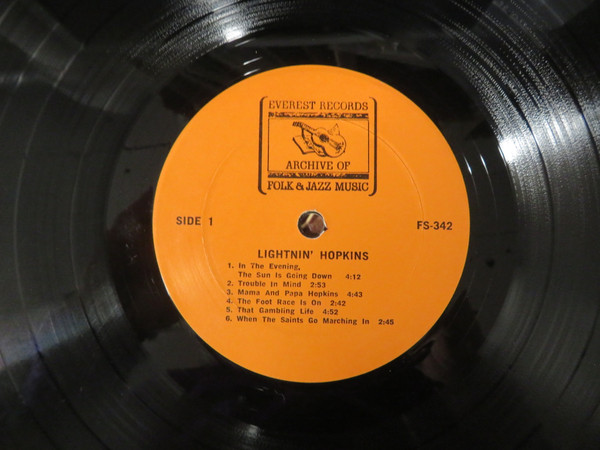 EVEREST RECORDS
ARCHIVE OF
FOLK & JAZZ MUSIC
SIDE 1
FS-342
LIGHTNIN' HOPKINS
1. In The Evening,
The Sun Is Going Down 4:12
2. Trouble In Mind 2:53
3. Mama And Papa Hopkins 4:43
4. The Foot Race Is On 2:42
5. That Gambling Life 4:52
6. When The Saints Go Marching In 2:45